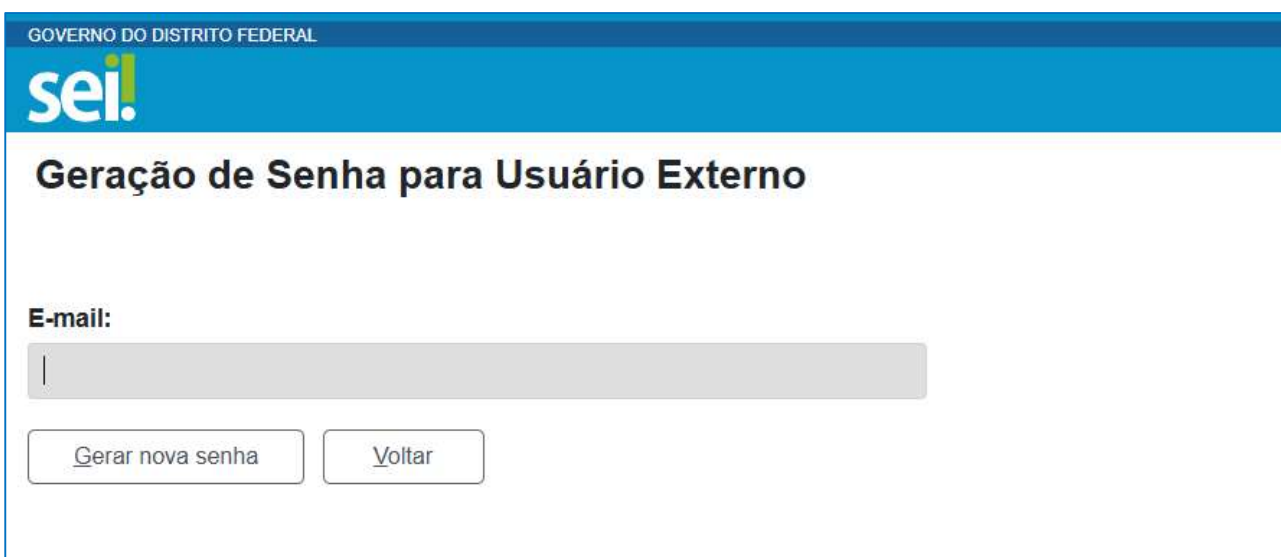 GOVERNO DO DISTRITO FEDERAL
sei!
Geração de Senha para Usuário Externo
E-mail:
Gerar nova senha Voltar